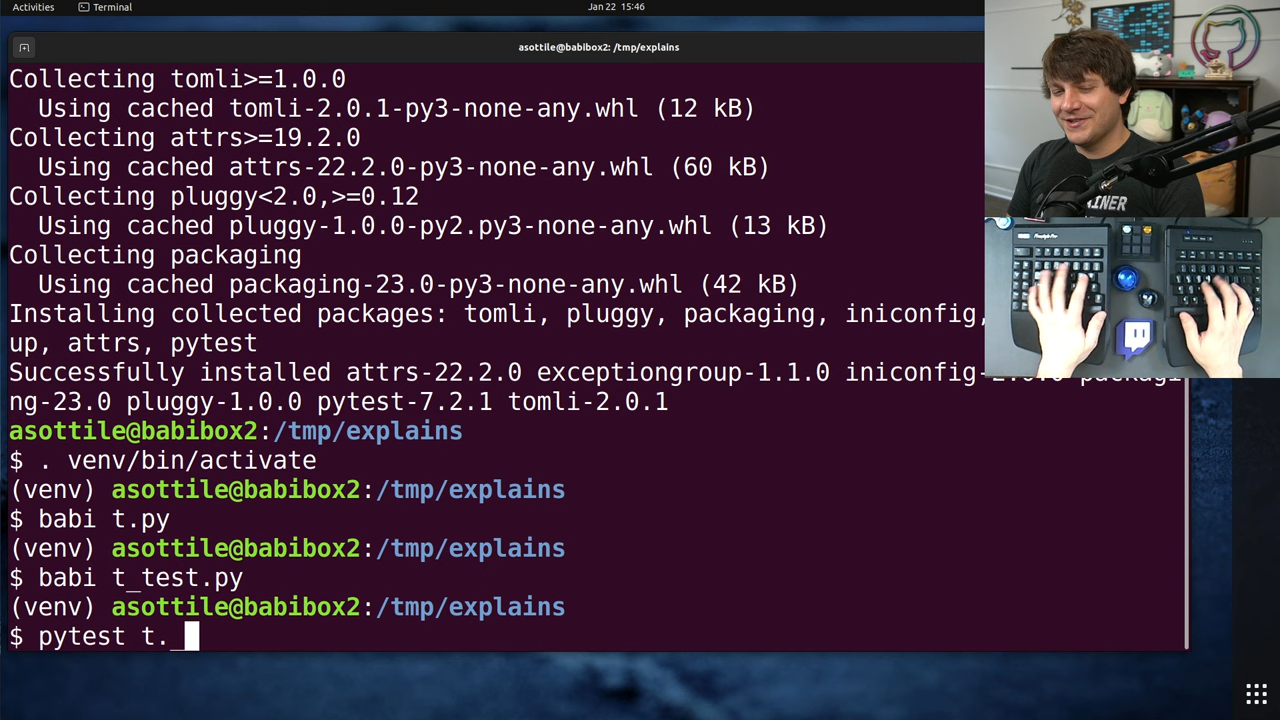 Activities
Terminal
Jan 22 15:46
asottile@babibox2: /tmp/explains
Collecting tomli>=1.0.0
Using cached tomli-2.0.1-py3-none-any.whl (12 kB)
Collecting attrs>=19.2.0
Using cached attrs-22.2.0-py3-none-any.whl (60 kB)
Collecting pluggy<2.0,>=0.12
Using cached pluggy-1.0.0-py2.py3-none-any.whl (13 kB)
Collecting packaging
Using cached packaging-23.0-py3-none-any.whl (42 kB)
Installing collected packages: tomli, pluggy, packaging, iniconfig,
up, attrs, pytest
Successfully installed attrs-22.2.0 exceptiongroup-1.1.0 iniconfig-2.0.0 packagi
ng-23.0 pluggy-1.0.0 pytest-7.2.1 tomli-2.0.1
asottile@babibox2:/tmp/explains
$ . venv/bin/activate
(venv) asottile@babibox2:/tmp/explains
$ babi t.py
(venv) asottile@babibox2:/tmp/explains
$ babi t_test.py
(venv) asottile@babibox2:/tmp/explains
$ pytest t._